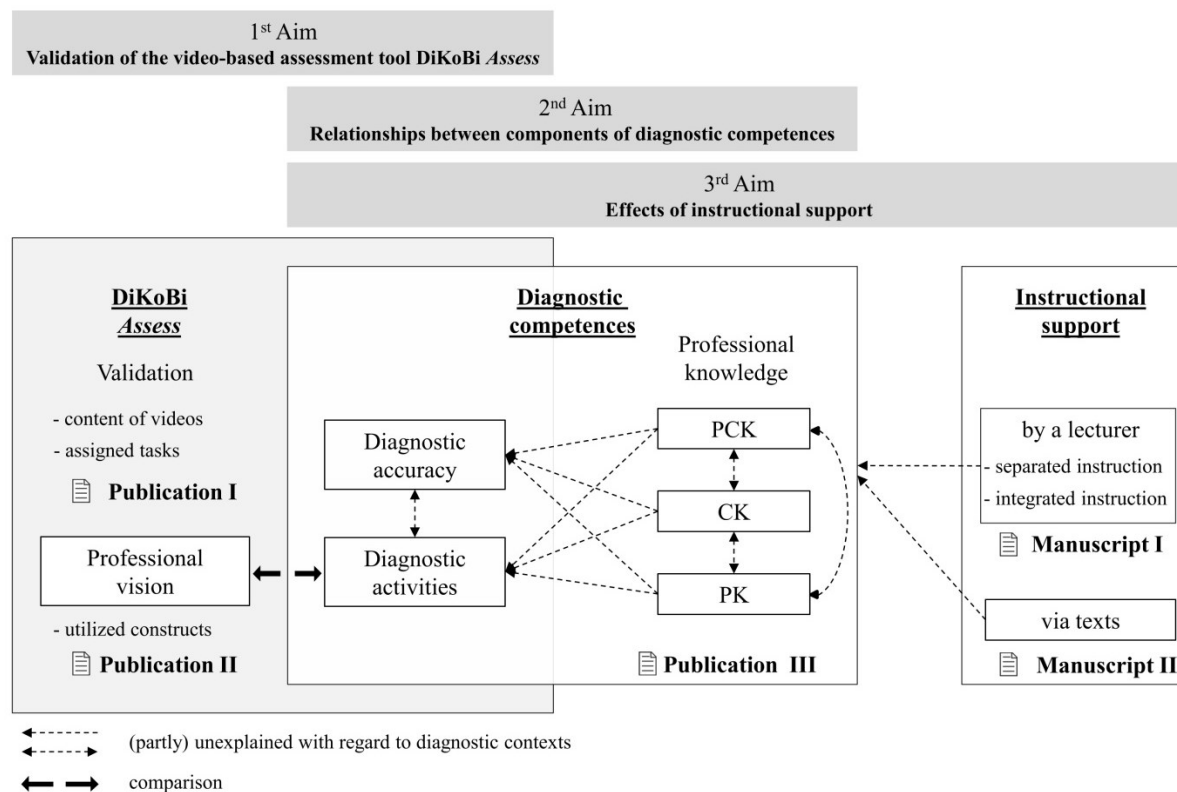 1st Aim
Validation of the video-based assessment tool DiKoBi Assess
2nd Aim
Relationships between components of diagnostic competences
3rd Aim
Effects of instructional support
DiKoBi
Assess
Validation
- content of videos
- assigned tasks
Publication I
Professional
vision
- utilized constructs
Publication II
Diagnostic
competences
Professional
knowledge
Diagnostic
accuracy
Diagnostic
activities
PCK
CK
PK
Publication III
Instructional
support
by a lecturer
- separated instruction
- integrated instruction
Manuscript I
via texts
Manuscript II
(partly) unexplained with regard to diagnostic contexts
comparison